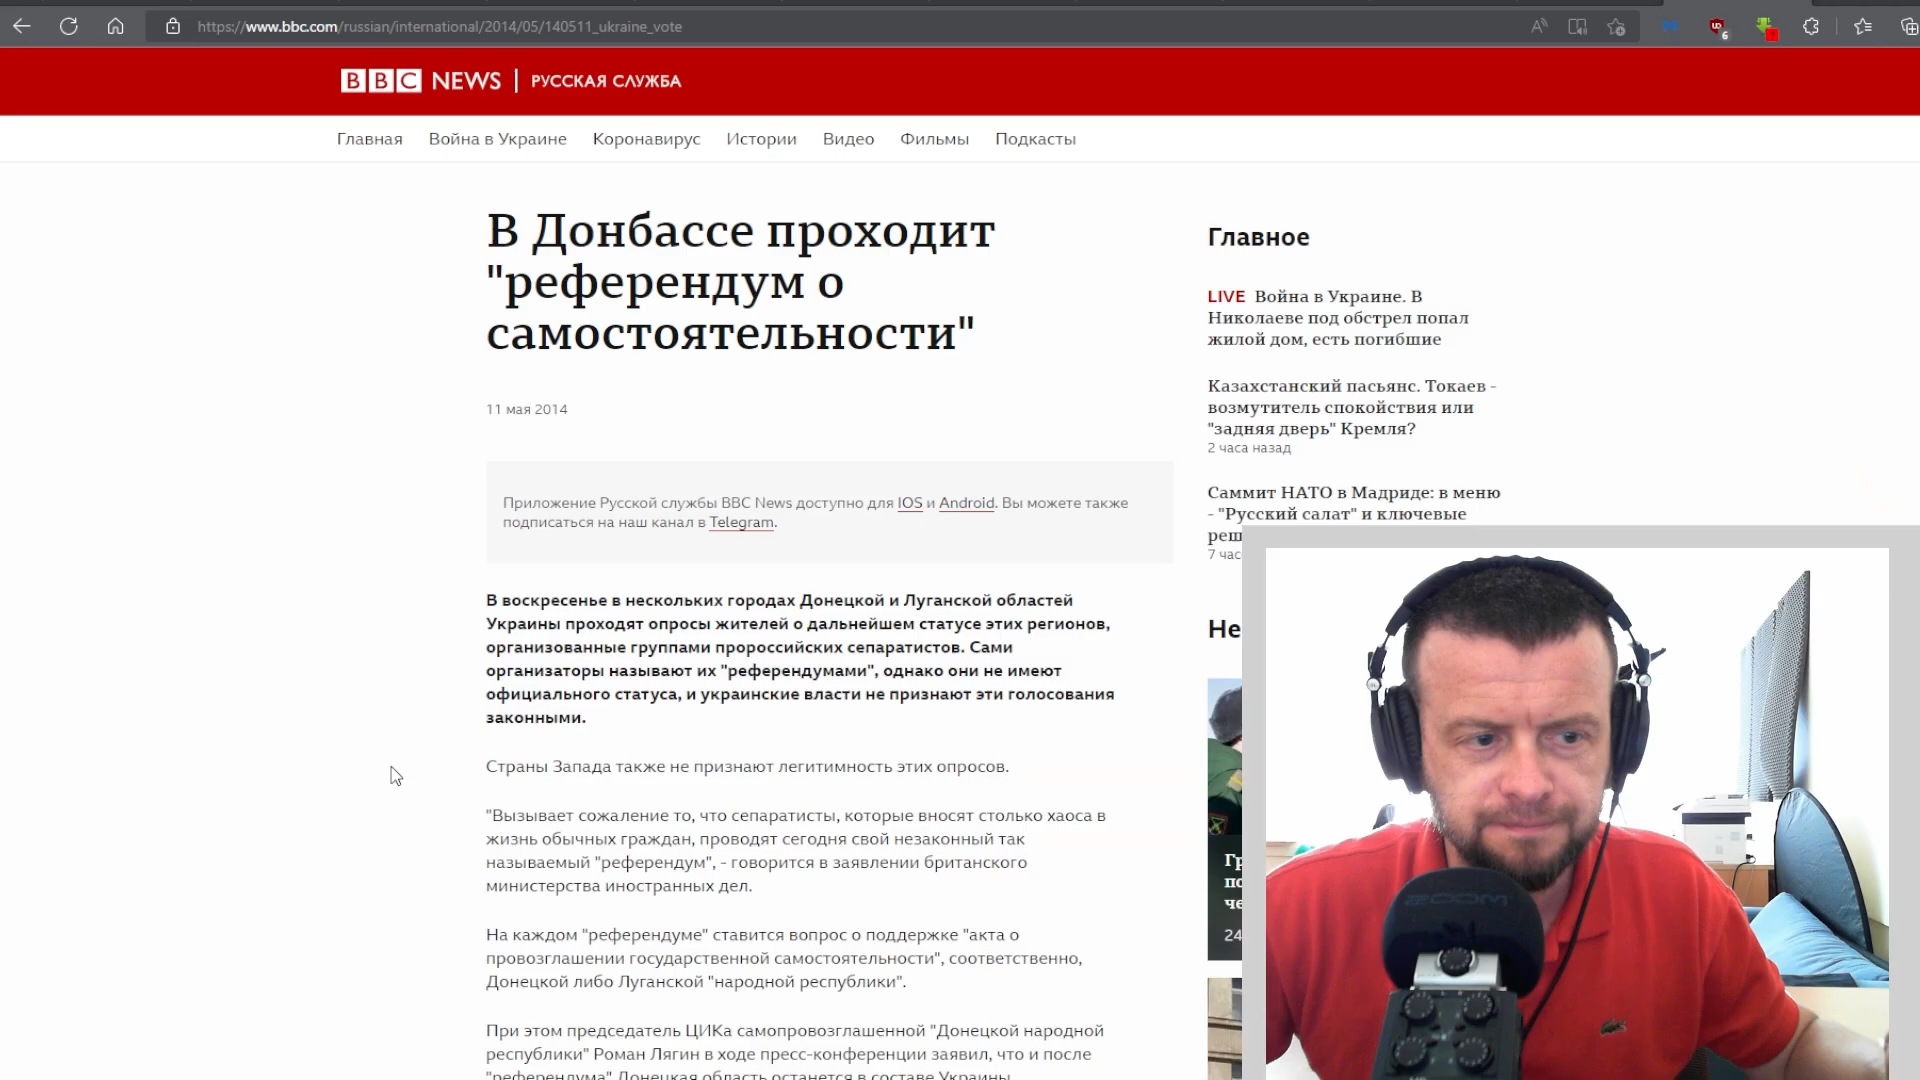 https://www.bbc.com/russian/international/2014/05/140511_ukraine_vote
6
BBC NEWS | РУССКАЯ СЛУЖБА
Главная Война в Украине Коронавирус Истории Видео Фильмы Подкасты
В Донбассе проходит
"референдум о
самостоятельности"
11 мая 2014
Приложение Русской службы BBC News доступно для IOS и Android. Вы можете также
подписаться на наш канал в Telegram.
В воскресенье в нескольких городах Донецкой и Луганской областей
Украины проходят опросы жителей о дальнейшем статусе этих регионов,
организованные группами пророссийских сепаратистов. Сами
организаторы называют их "референдумами", однако они не имеют
официального статуса, и украинские власти не признают эти голосования
законными.
Страны Запада также не признают легитимность этих опросов.
"Вызывает сожаление то, что сепаратисты, которые вносят столько хаоса в
жизнь обычных граждан, проводят сегодня свой незаконный так
называемый "референдум", - говорится в заявлении британского
министерства иностранных дел.
На каждом "референдуме" ставится вопрос о поддержке "акта о
провозглашении государственной самостоятельности", соответственно,
Донецкой либо Луганской "народной республики".
При этом председатель ЦИКа самопровозглашенной "Донецкой народной
республики" Роман Лягин в ходе пресс-конференции заявил, что и после
"референдума" Донецкая область останется в составе Украины.
Главное
LIVE Война в Украине. В
Николаеве под обстрел попал
жилой дом, есть погибшие
Казахстанский пасьянс. Токаев -
возмутитель спокойствия или
"задняя дверь" Кремля?
2 часа назад
Саммит НАТО в Мадриде: в меню
- "Русский салат" и ключевые
24
zoom